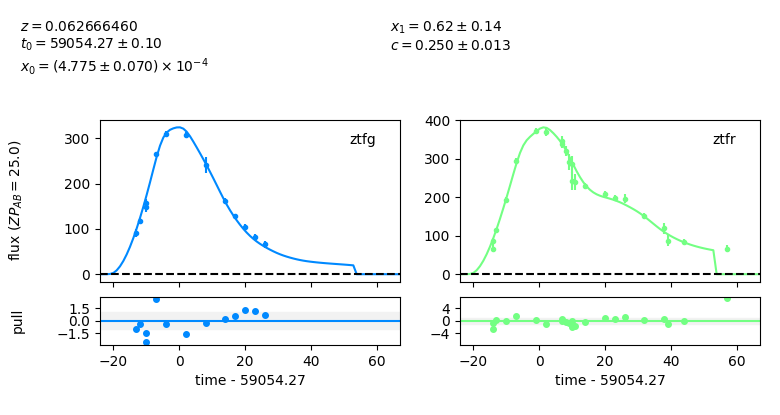 z = 0.062666460
t₀ = 59054.27 ± 0.10
x₀ = (4.775 ± 0.070) × 10⁻⁴
x₁ = 0.62 ± 0.14
c = 0.250 ± 0.013
flux (ZP_{AB} = 25.0)
300
200
100
0
ztfg
400
300
200
100
0
ztfr
pull
1.5
0.0
−1.5
4
0
−4
−20 0 20 40 60
−20 0 20 40 60
time - 59054.27
time - 59054.27